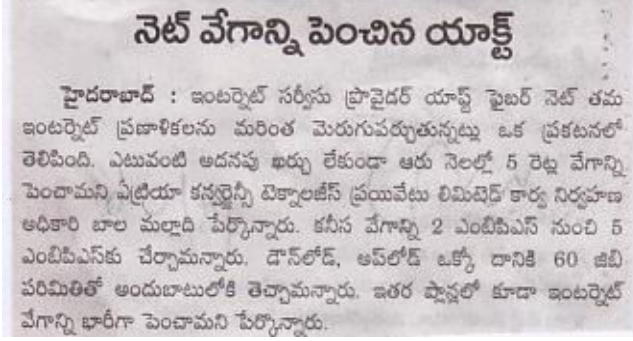 నెట్ వేగాన్ని పెంచిన యాక్ట్
హైదరాబాద్ : ఇంటర్నెట్ సర్వీసు ప్రొవైడర్ యాప్ట్ ఫైబర్ నెట్ తమ
ఇంటర్నెట్ ప్రణాళికలను మరింత మెరుగుపర్చుతున్నట్లు ఒక ప్రకటనలో
తెలిపింది. ఎటువంటి అదనపు ఖర్చు లేకుండా ఆరు నెలల్లో 5 రెట్ల వేగాన్ని
పెంచామని ఏట్రియా కన్వర్జెన్సీ టెక్నాలజీస్ ప్రయివేటు లిమిటెడ్ కార్య నిర్వహణ
అధికారి బాల మల్లాది పేర్కొన్నారు. కనీస వేగాన్ని 2 ఎంబిపిఎస్ నుంచి 5
ఎంబిపిఎస్‌కు చేర్చామన్నారు. డౌన్‌లోడ్, అప్‌లోడ్ ఒక్కో దానికి 60 జిబి
పరిమితితో అందుబాటులోకి తెచ్చామన్నారు. ఇతర ప్లాన్లలో కూడా ఇంటర్నెట్
వేగాన్ని భారీగా పెంచామని పేర్కొన్నారు.